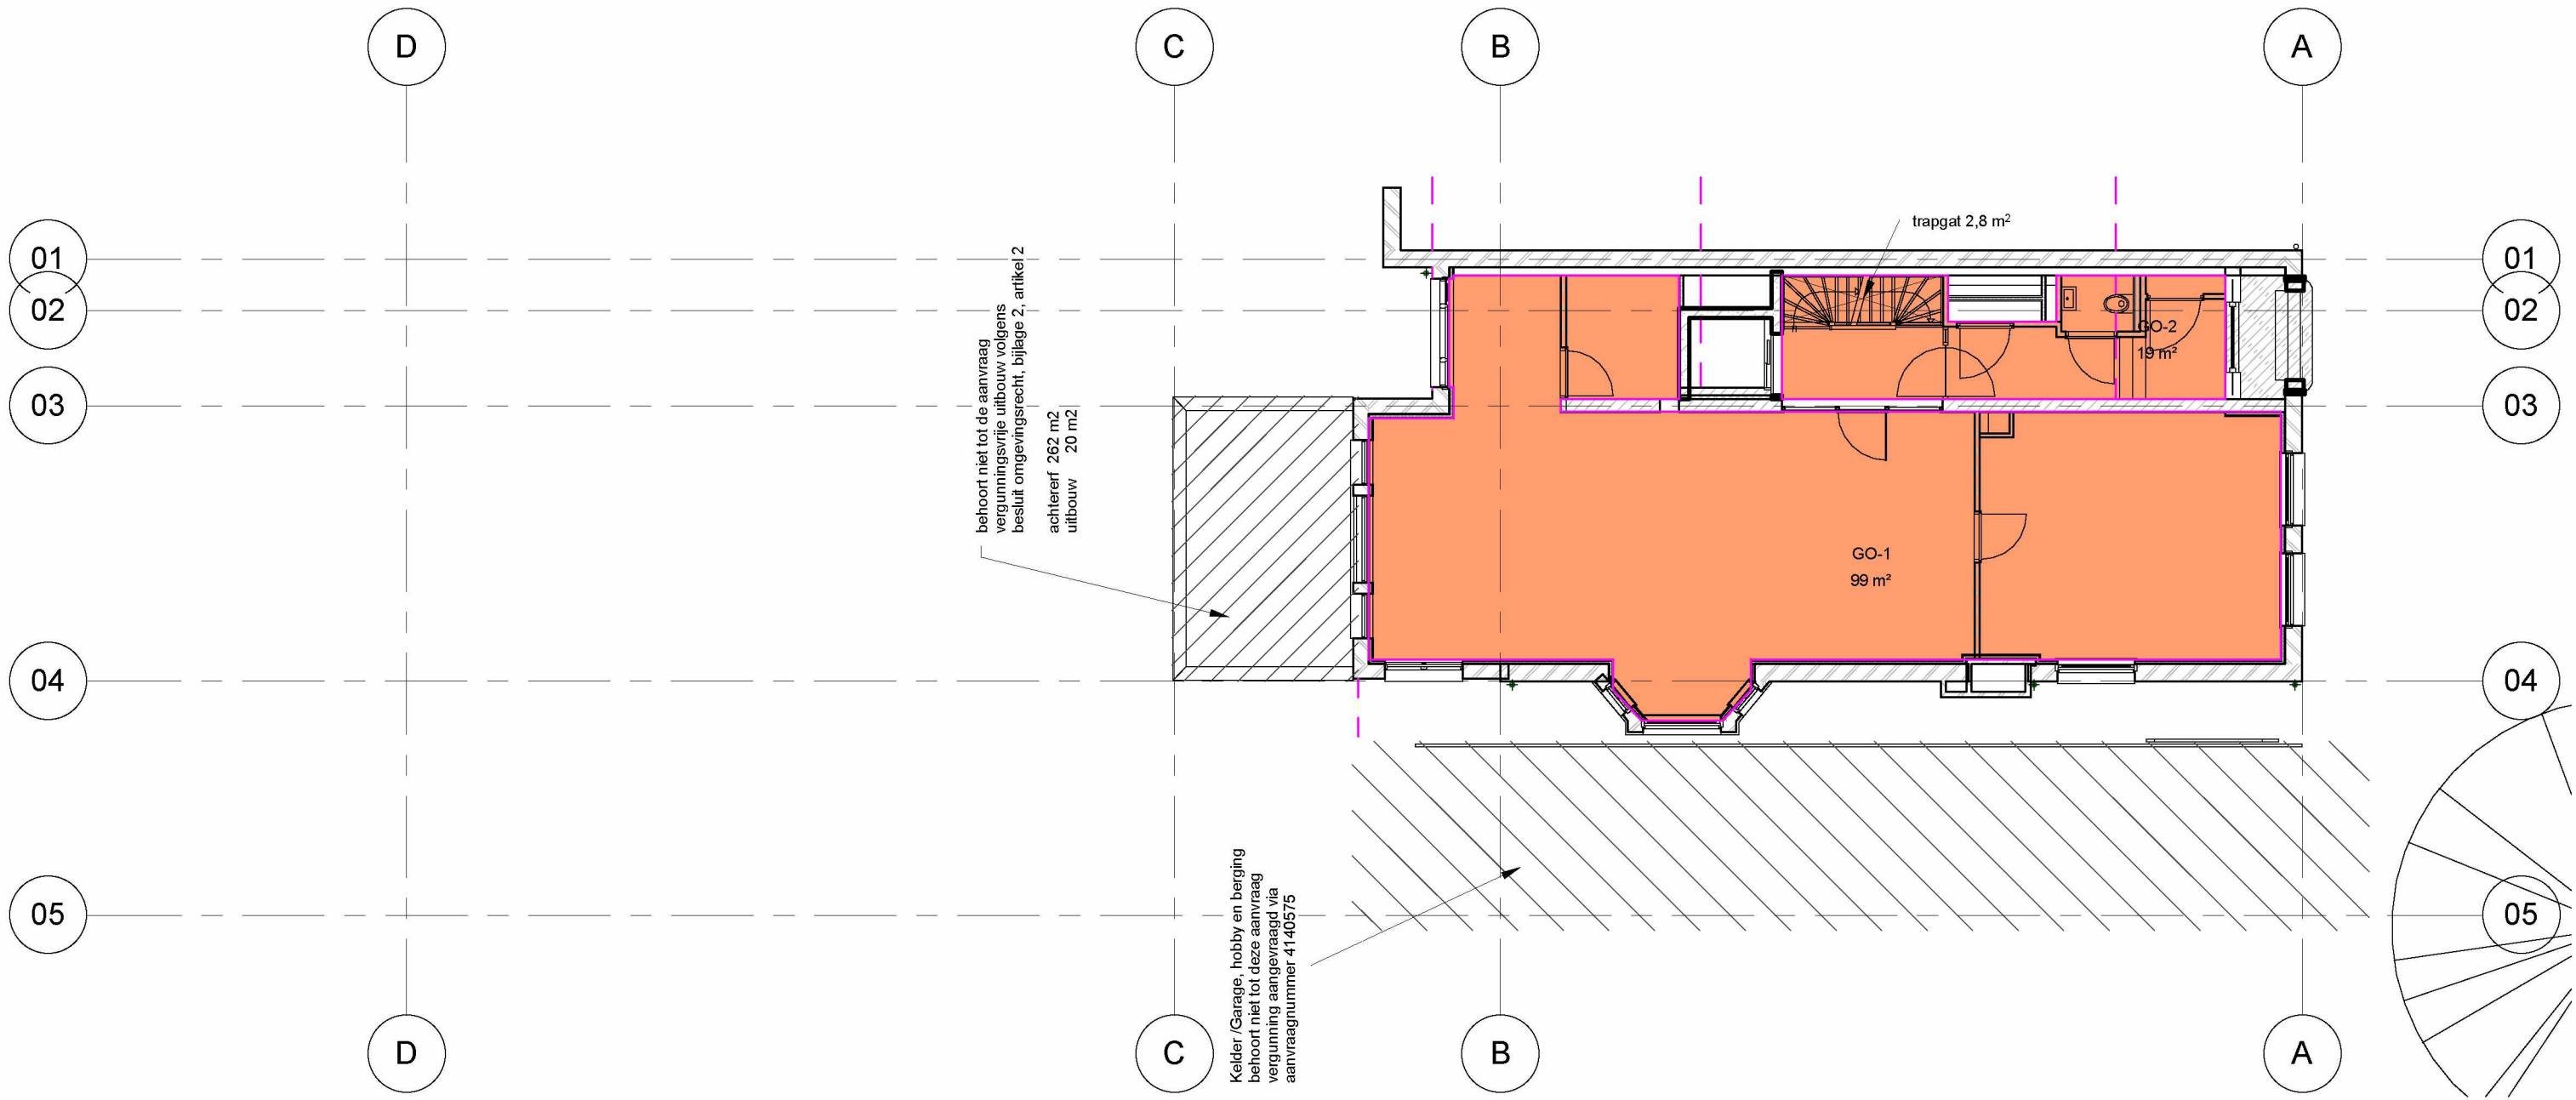 D
C
B
A
trapgat 2,8 m²
01
02
03
04
05
01
02
03
04
05
behoort niet tot de aanvraag
vergunningsvrije uitbouw volgens
besluit omgevingsrecht, bijlage 2, artikel 2
achtererf 262 m2
uitbouw 20 m2
GO-2
19 m²
GO-1
99 m²
Kelder /Garage, hobby en berging
behoort niet tot deze aanvraag
vergunning aangevraagd via
aanvraagnummer 4140575
D
C
B
A